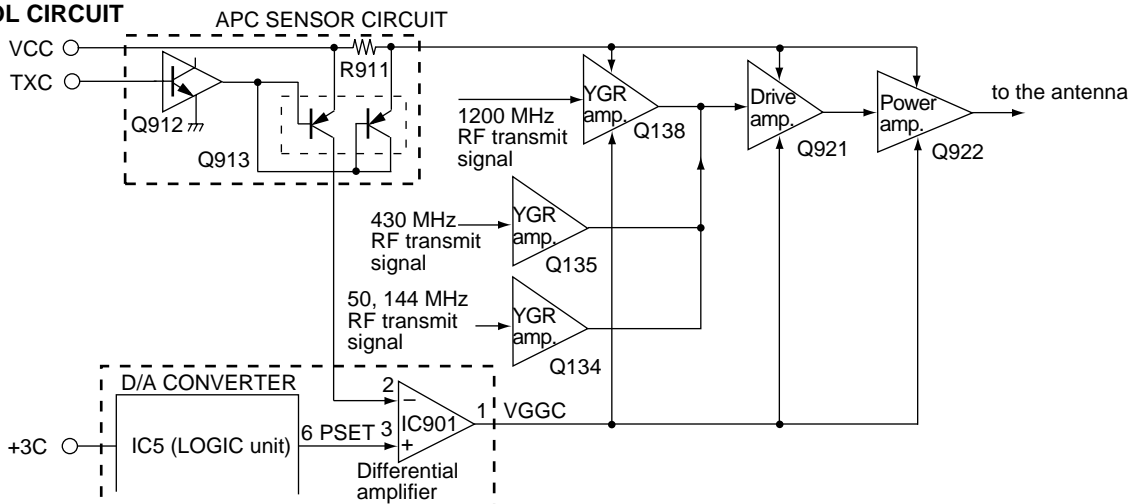 OL CIRCUIT
APC SENSOR CIRCUIT
VCC
TXC
R911
Q912
Q913
1200 MHz
RF transmit
signal
YGR
amp.
Q138
Drive
amp.
Q921
Power
amp.
Q922
to the antenna
430 MHz
RF transmit
signal
YGR
amp.
Q135
50, 144 MHz
RF transmit
signal
YGR
amp.
Q134
D/A CONVERTER
+3C
IC5 (LOGIC unit)
6 PSET 3
2
–
IC901
+
1 VGGC
Differential
amplifier